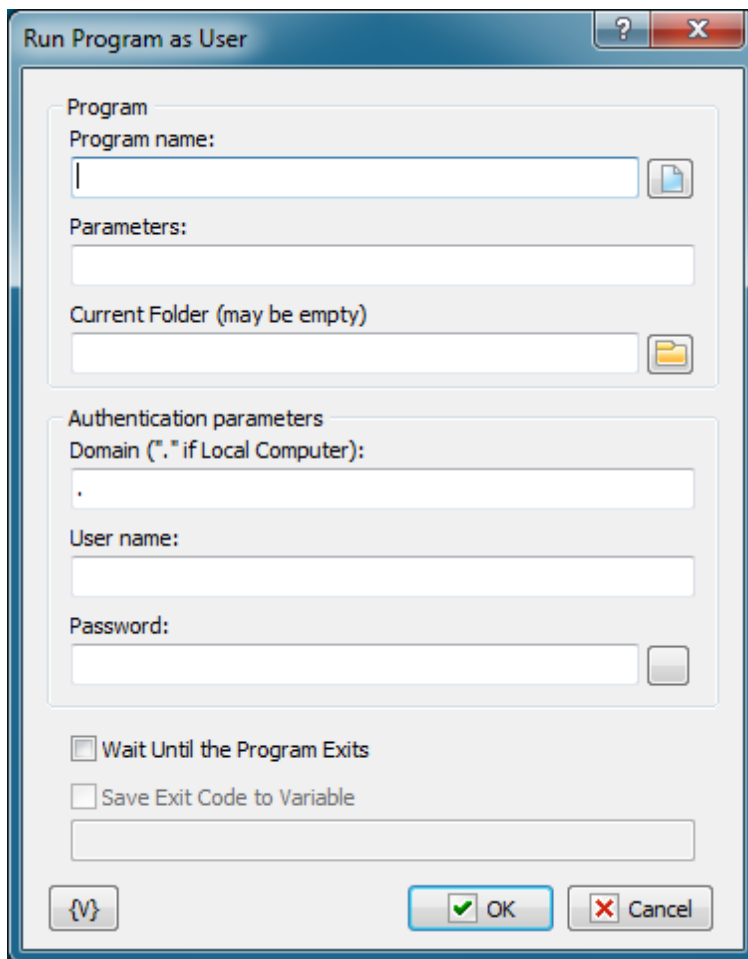 Run Program as User
?
Program
Program name:
Parameters:
Current Folder (may be empty)
Authentication parameters
Domain ("." if Local Computer):
.
User name:
Password:
Wait Until the Program Exits
Save Exit Code to Variable
{V}
OK
Cancel